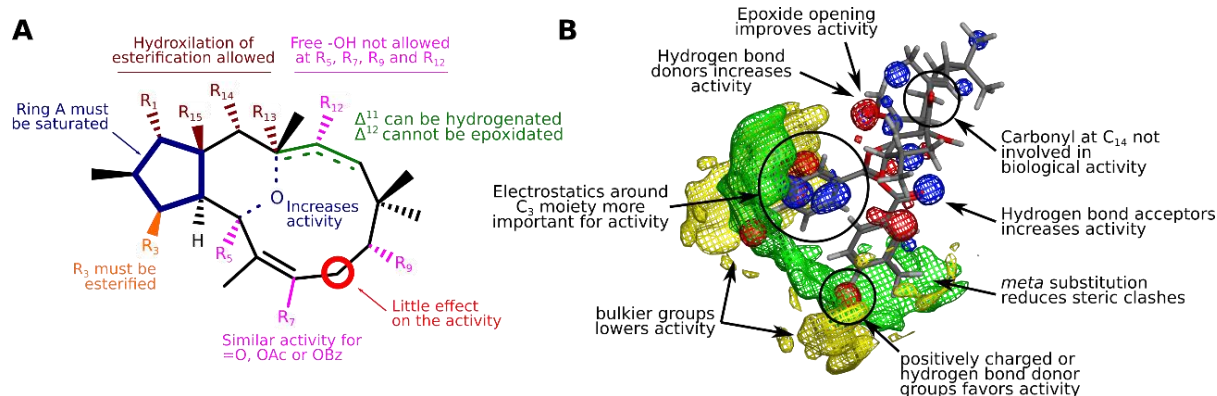 A
Hydroxilation of
esterification allowed
Free -OH not allowed
at R5, R7, R9 and R12
Ring A must
be saturated
R1
R15
R14
R13
R12
Δ11 can be hydrogenated
Δ12 cannot be epoxidated
O
Increases
activity
H
R3
R5
R9
R3 must be
esterified
R7
Little effect
on the activity
Similar activity for
=O, OAc or OBz
B
Epoxide opening
improves activity
Hydrogen bond
donors increases
activity
Carbonyl at C14 not
involved in
biological activity
Electrostatics around
C3 moiety more
important for activity
Hydrogen bond acceptors
increases activity
meta substitution
reduces steric clashes
bulkier groups
lowers activity
positively charged or
hydrogen bond donor
groups favors activity